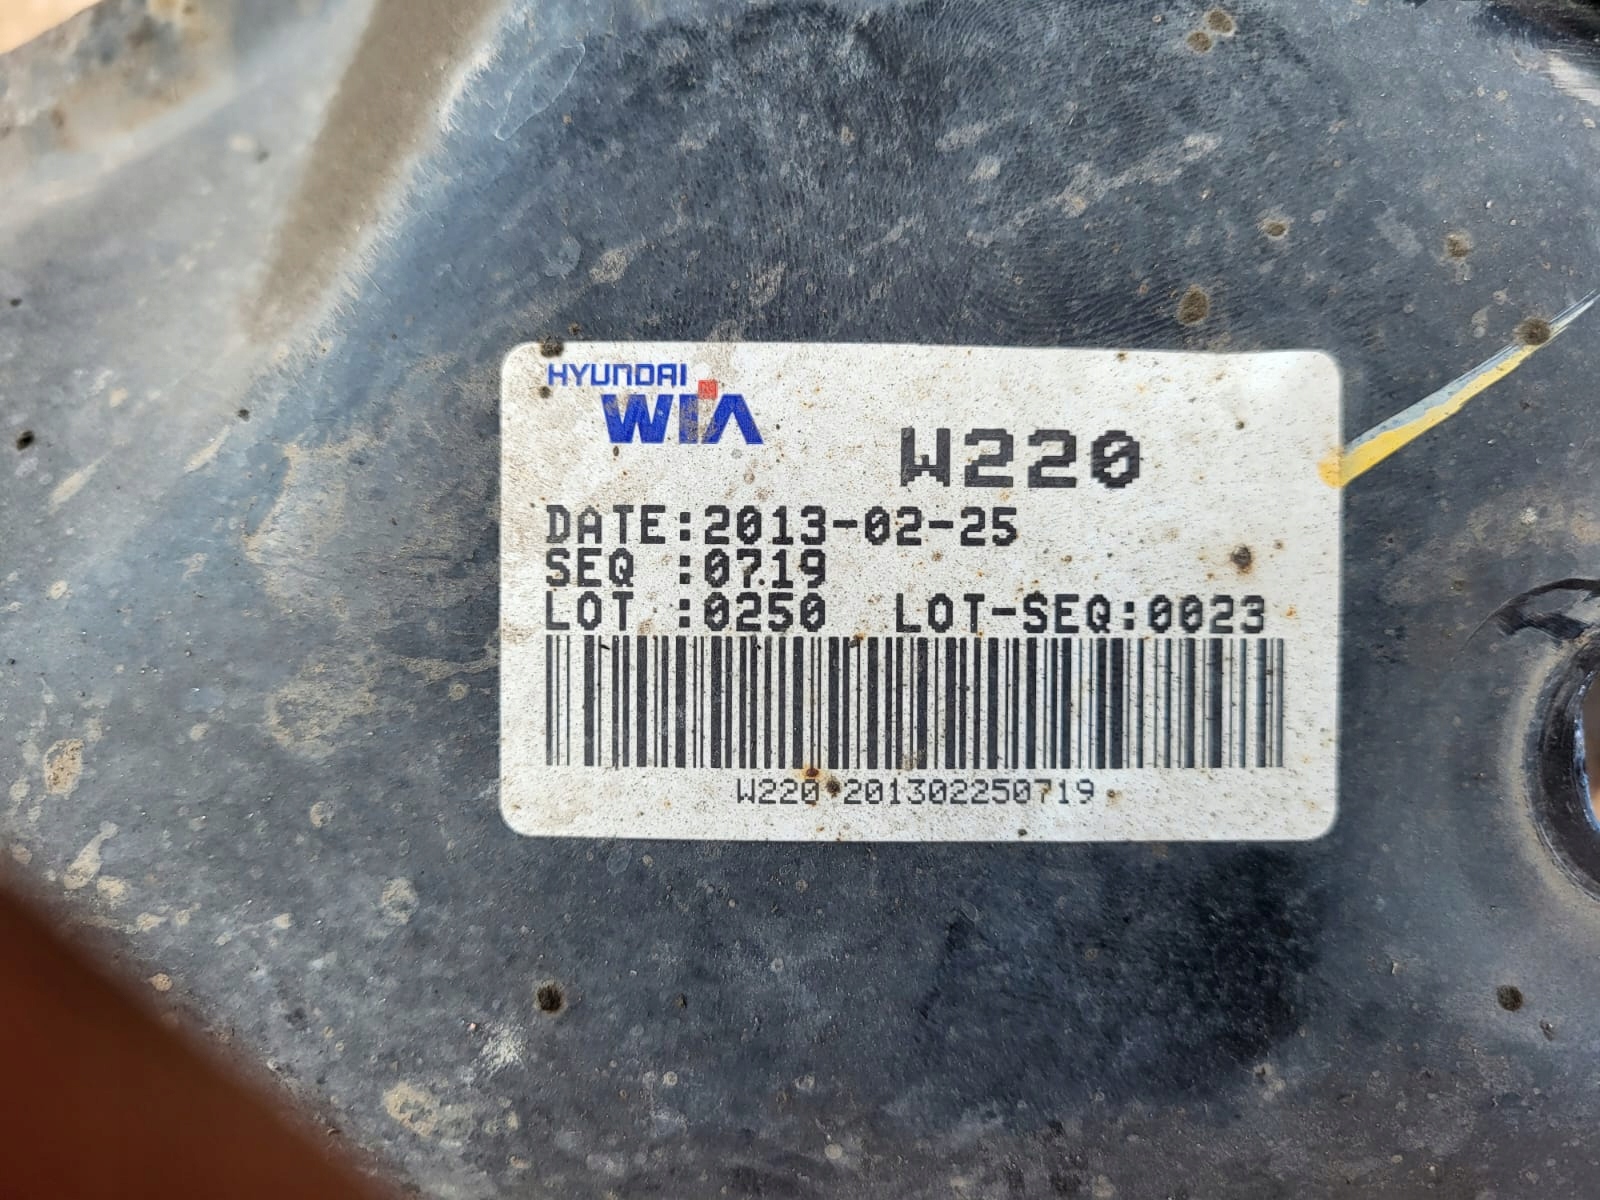 HYUNDAI
WIA
W220
DATE:2013-02-25
SEQ :0719
LOT :0250 LOT-SEQ:0023
W220 201302250719